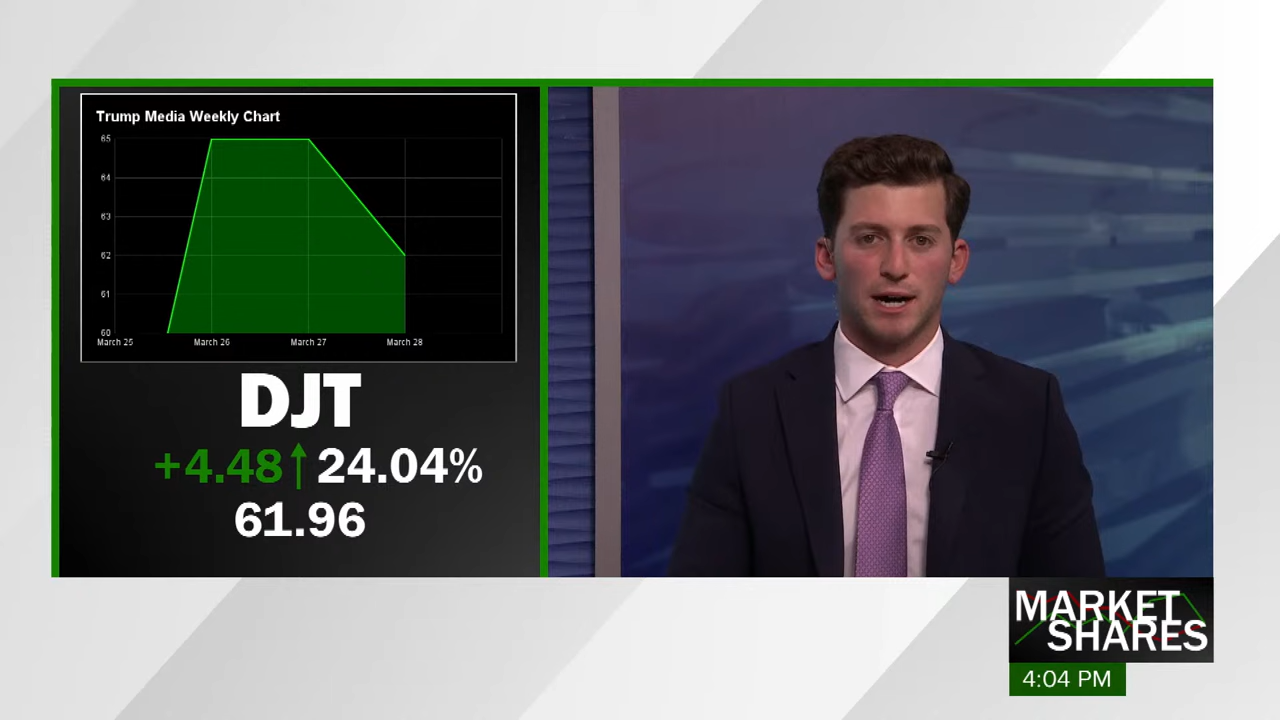 Trump Media Weekly Chart
65
64
63
62
61
60
March 25 March 26 March 27 March 28
DJT
+4.48↑ 24.04%
61.96
MARKET
SHARES
4:04 PM